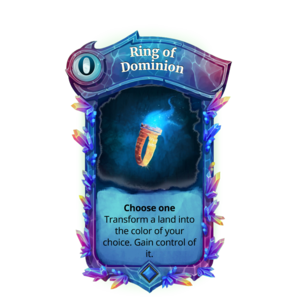 0
Ring of
Dominion
Choose one
Transform a land into
the color of your
choice. Gain control of
it.